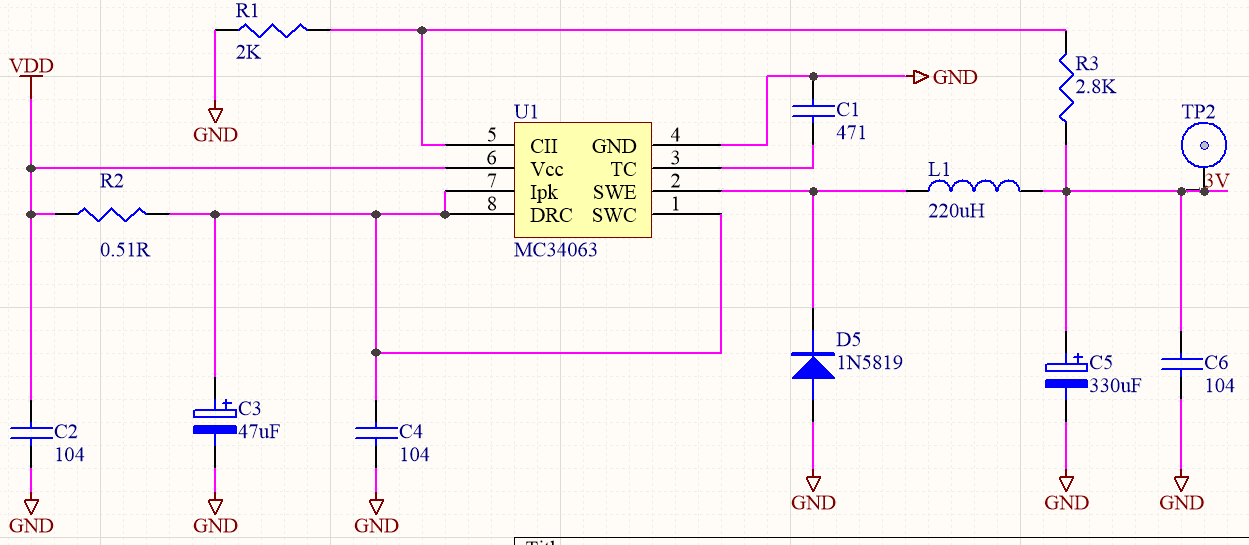 R1
2K
GND
VDD
R2
0.51R
U1
5
6
7
8
CII
Vcc
Ipk
DRC
GND
TC
SWE
SWC
4
3
2
1
MC34063
GND
C1
471
R3
2.8K
TP2
3V
L1
220uH
D5
1N5819
GND
C2
104
GND
C3
47uF
GND
C4
104
GND
C5
330uF
GND
C6
104
GND